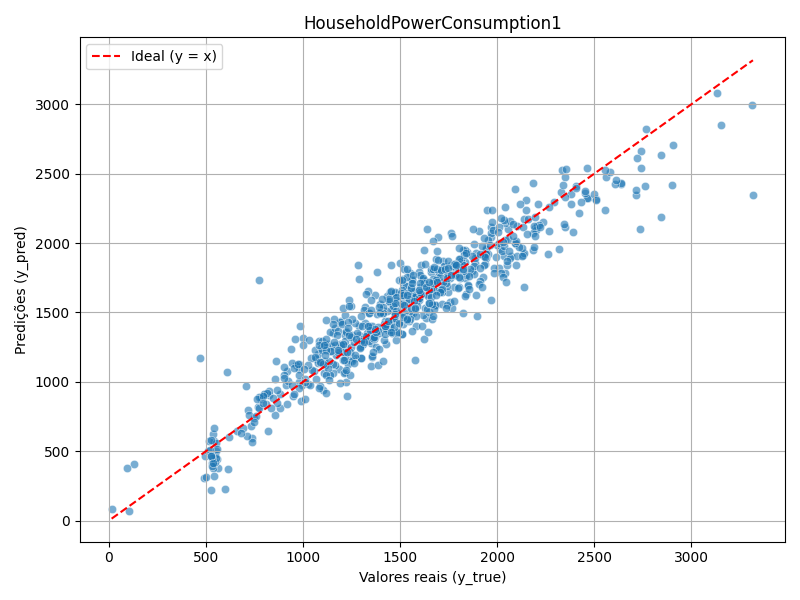 HouseholdPowerConsumption1
Ideal (y = x)
3000
2500
2000
1500
1000
500
0
Predições (y_pred)
0 500 1000 1500 2000 2500 3000
Valores reais (y_true)